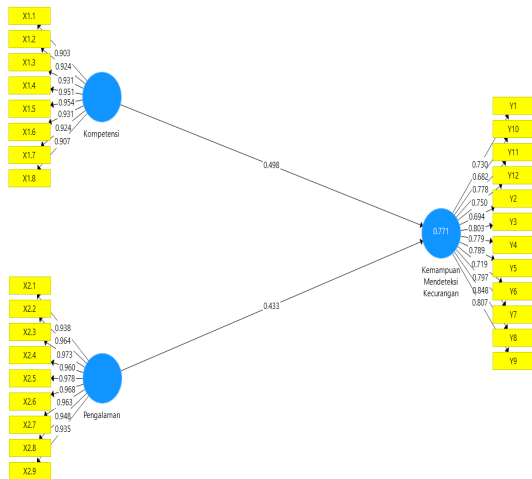 X1.1
X1.2
X1.3
X1.4
X1.5
X1.6
X1.7
X1.8
0.903
0.924
0.931
0.951
0.954
0.931
0.924
0.907
Kompetensi
0.498
X2.1
X2.2
X2.3
X2.4
X2.5
X2.6
X2.7
X2.8
X2.9
0.938
0.964
0.973
0.960
0.978
0.968
0.963
0.948
0.935
Pengalaman
0.433
0.771
Kemampuan
Mendeteksi
Kecurangan
0.730
0.682
0.778
0.750
0.694
0.803
0.779
0.789
0.719
0.797
0.848
0.807
Y1
Y10
Y11
Y12
Y2
Y3
Y4
Y5
Y6
Y7
Y8
Y9